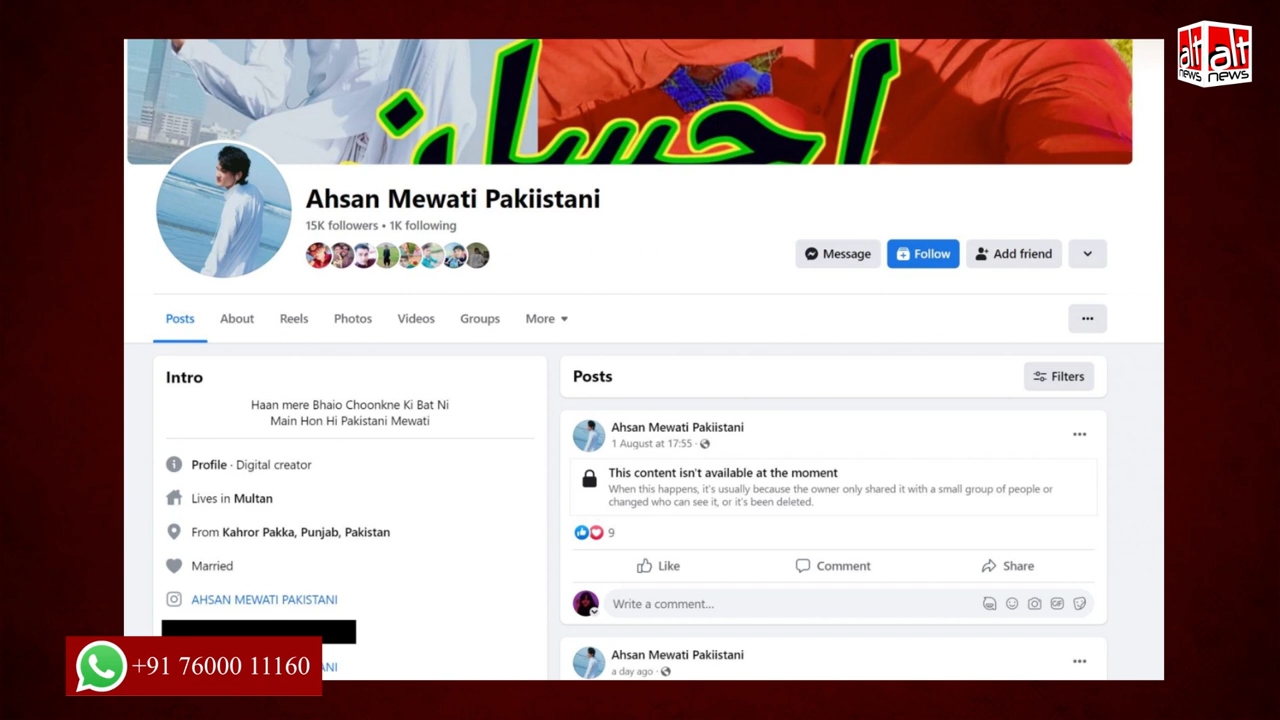 alt alt
news news
احسان
Ahsan Mewati Pakiistani
15K followers • 1K following
Message
Follow
Add friend
Posts
About
Reels
Photos
Videos
Groups
More
Intro
Haan mere Bhaio Choonkne Ki Bat Ni
Main Hon Hi Pakistani Mewati
Profile · Digital creator
Lives in Multan
From Kahror Pakka, Punjab, Pakistan
Married
AHSAN MEWATI PAKISTANI
ANI
Posts
Filters
Ahsan Mewati Pakiistani
1 August at 17:55 ·
This content isn't available at the moment
When this happens, it's usually because the owner only shared it with a small group of people or
changed who can see it, or it's been deleted.
9
Like
Comment
Share
Write a comment...
GIF
Ahsan Mewati Pakiistani
a day ago ·
+91 76000 11160